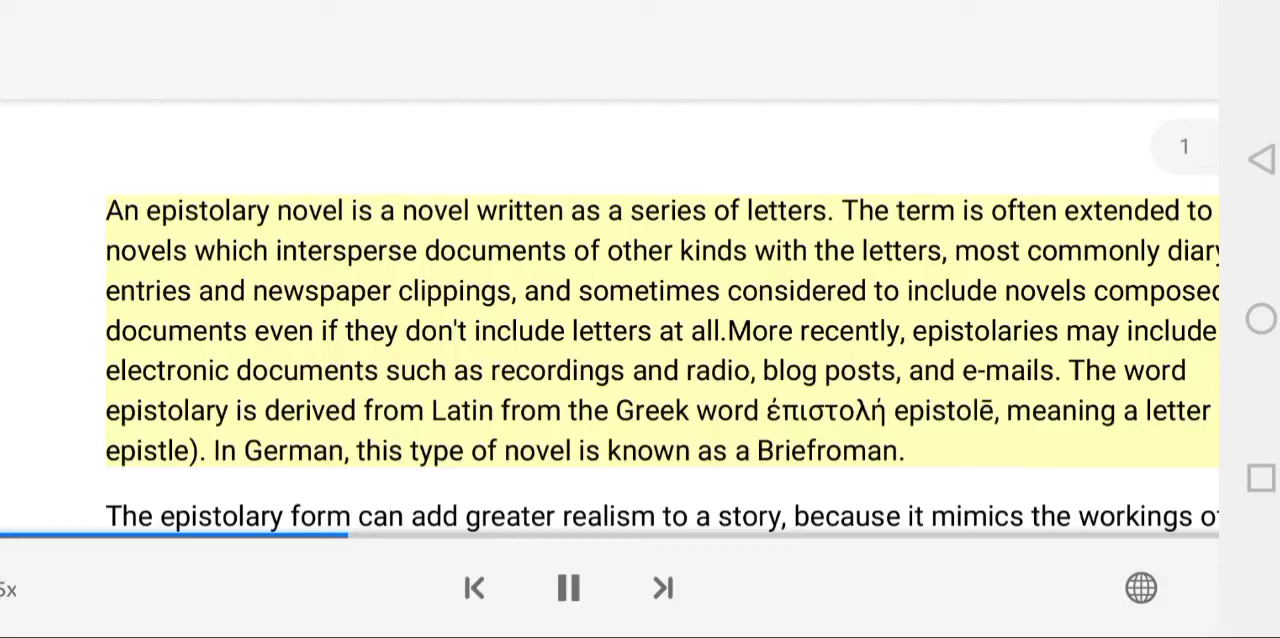 1
An epistolary novel is a novel written as a series of letters. The term is often extended to
novels which intersperse documents of other kinds with the letters, most commonly diary
entries and newspaper clippings, and sometimes considered to include novels composed
documents even if they don't include letters at all.More recently, epistolaries may include
electronic documents such as recordings and radio, blog posts, and e-mails. The word
epistolary is derived from Latin from the Greek word ἐπιστολή epistolē, meaning a letter
epistle). In German, this type of novel is known as a Briefroman.
The epistolary form can add greater realism to a story, because it mimics the workings of
5x